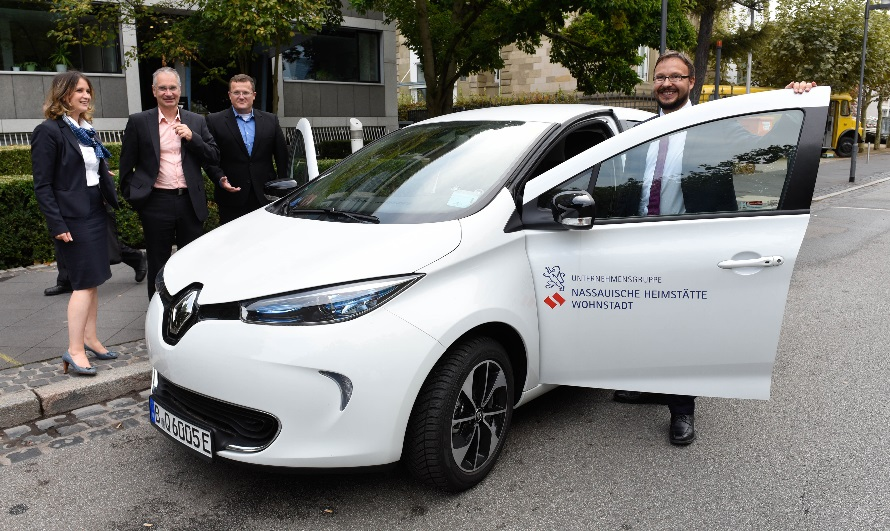 UNTERNEHMENSGRUPPE
NASSAUISCHE HEIMSTÄTTE
WOHNSTADT
B Q 6005E